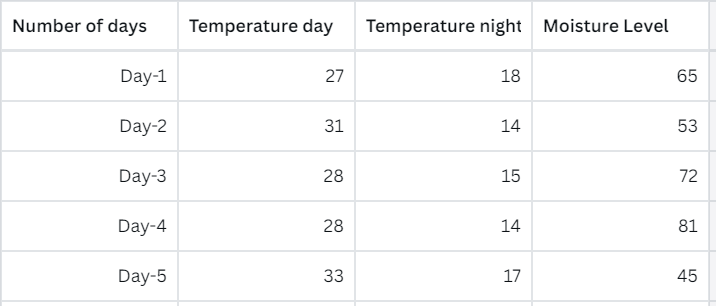 Number of days Temperature day Temperature night Moisture Level
Day-1 27 18 65
Day-2 31 14 53
Day-3 28 15 72
Day-4 28 14 81
Day-5 33 17 45